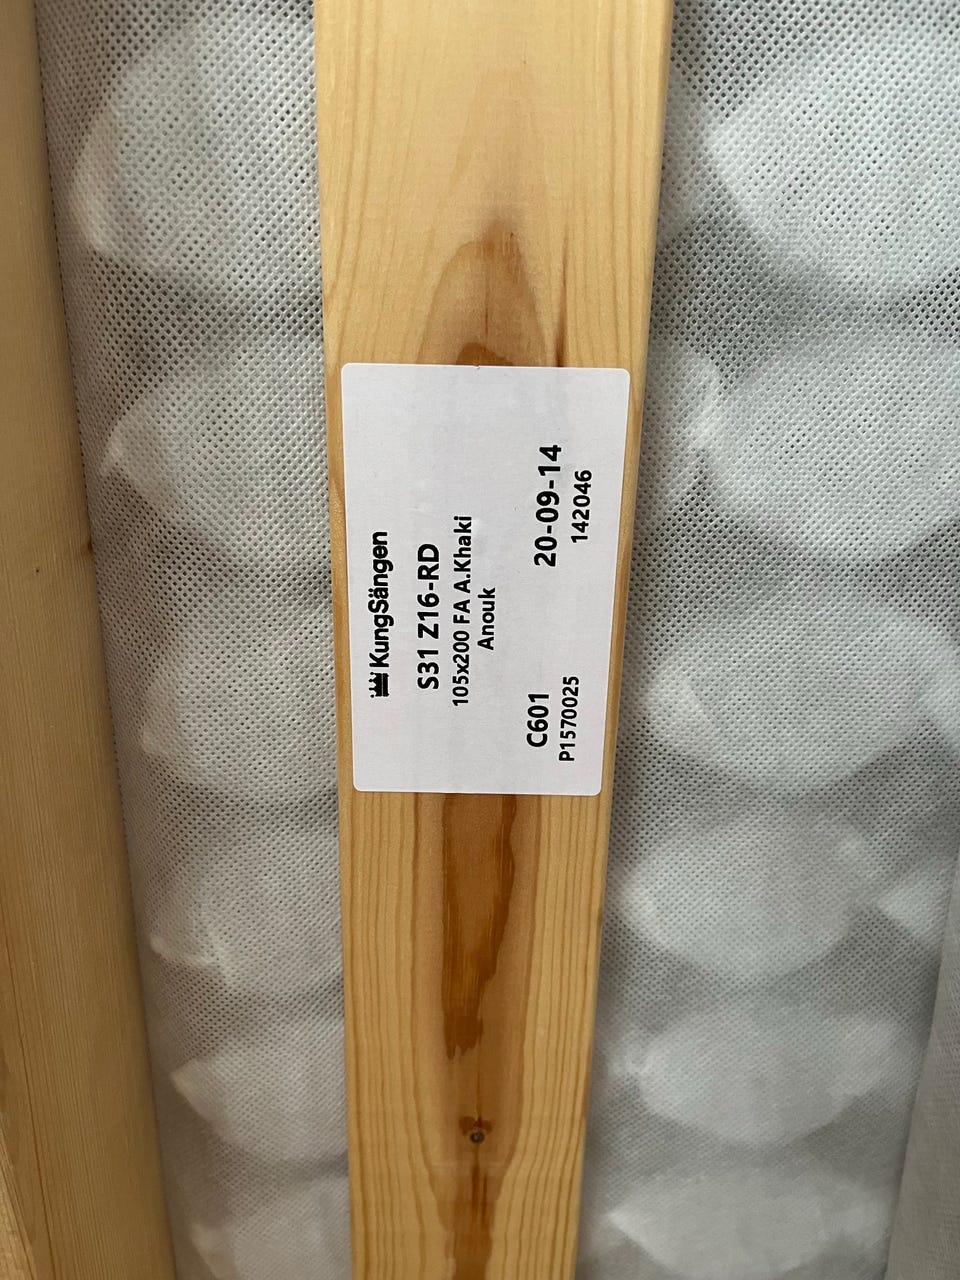 KungSängen
S31 Z16-RD
105x200 FA A.Khaki
Anouk
C601 20-09-14
P1570025 142046